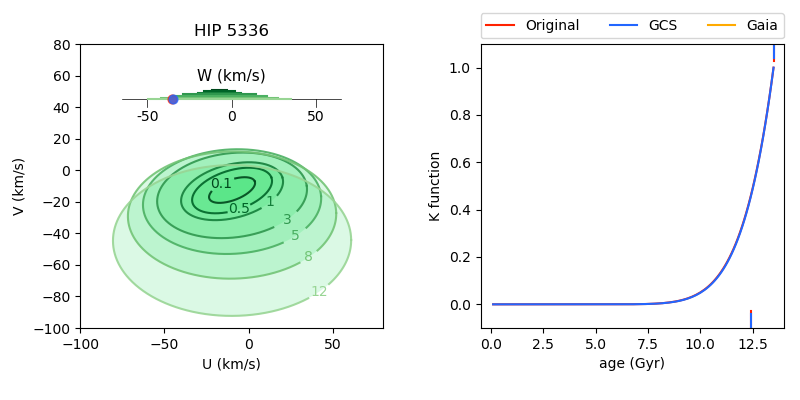 HIP 5336
Original GCS Gaia
80
60
40
20
0
−20
−40
−60
−80
−100
V (km/s)
W (km/s)
-50 0 50
0.1
0.5
1
3
5
8
12
−100 −50 0 50
U (km/s)
1.0
0.8
0.6
0.4
0.2
0.0
K function
0.0 2.5 5.0 7.5 10.0 12.5
age (Gyr)